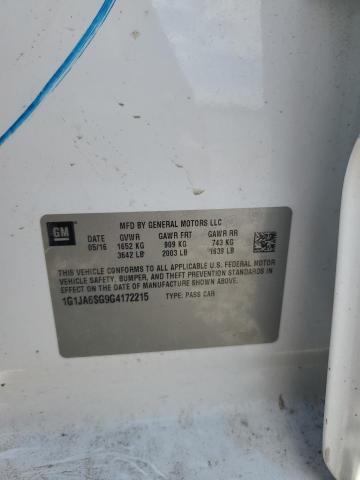 GM
MFD BY GENERAL MOTORS LLC
DATE GVWR GAWR FRT GAWR RR
05/16 1652 KG 909 KG 743 KG
3642 LB 2003 LB 1638 LB
THIS VEHICLE CONFORMS TO ALL APPLICABLE U.S. FEDERAL MOTOR
VEHICLE SAFETY, BUMPER, AND THEFT PREVENTION STANDARDS IN
EFFECT ON THE DATE OF MANUFACTURE SHOWN ABOVE.
1G1JA6SG9G4172215 TYPE: PASS CAR